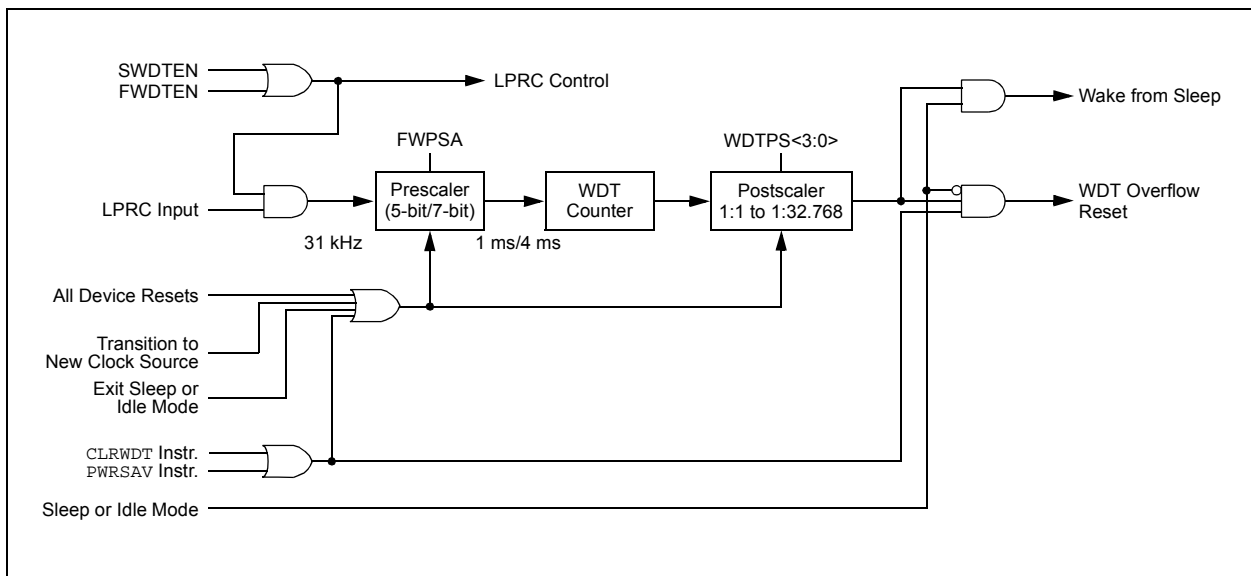 SWDTEN
FWDTEN
LPRC Control
Wake from Sleep
FWPSA
WDTPS<3:0>
Prescaler
(5-bit/7-bit)
WDT
Counter
Postscaler
1:1 to 1:32.768
WDT Overflow
Reset
LPRC Input
31 kHz
1 ms/4 ms
All Device Resets
Transition to
New Clock Source
Exit Sleep or
Idle Mode
CLRWDT Instr.
PWRSAV Instr.
Sleep or Idle Mode